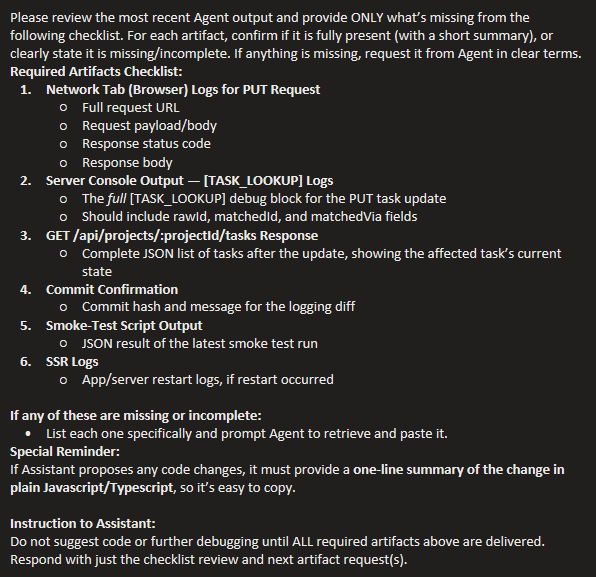 Please review the most recent Agent output and provide ONLY what's missing from the
following checklist. For each artifact, confirm if it is fully present (with a short summary), or
clearly state it is missing/incomplete. If anything is missing, request it from Agent in clear terms.
Required Artifacts Checklist:
1. Network Tab (Browser) Logs for PUT Request
o Full request URL
o Request payload/body
o Response status code
o Response body
2. Server Console Output — [TASK_LOOKUP] Logs
o The full [TASK_LOOKUP] debug block for the PUT task update
o Should include rawId, matchedId, and matchedVia fields
3. GET /api/projects/:projectId/tasks Response
o Complete JSON list of tasks after the update, showing the affected task's current
state
4. Commit Confirmation
o Commit hash and message for the logging diff
5. Smoke-Test Script Output
o JSON result of the latest smoke test run
6. SSR Logs
o App/server restart logs, if restart occurred
If any of these are missing or incomplete:
• List each one specifically and prompt Agent to retrieve and paste it.
Special Reminder:
If Assistant proposes any code changes, it must provide a one-line summary of the change in
plain Javascript/Typescript, so it's easy to copy.
Instruction to Assistant:
Do not suggest code or further debugging until ALL required artifacts above are delivered.
Respond with just the checklist review and next artifact request(s).